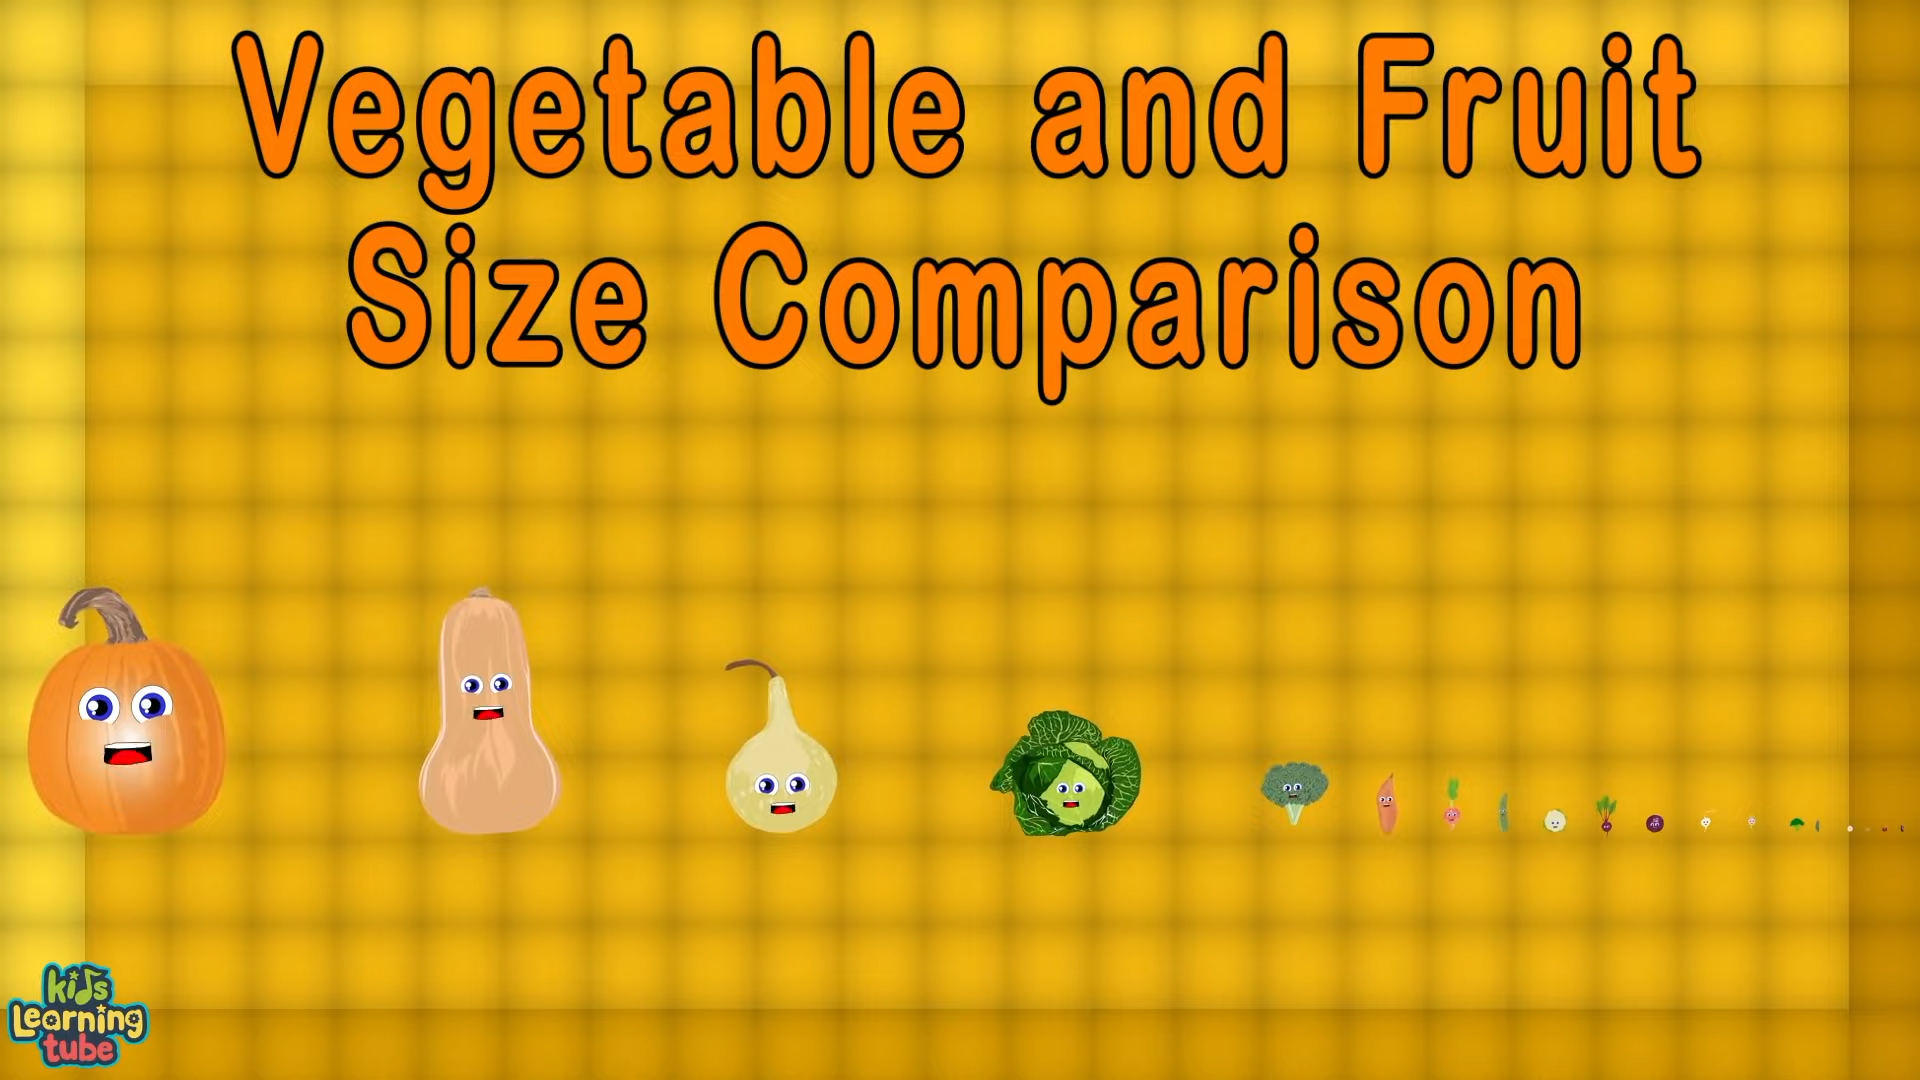 Vegetable and Fruit
Size Comparison
kids
Learning
tube